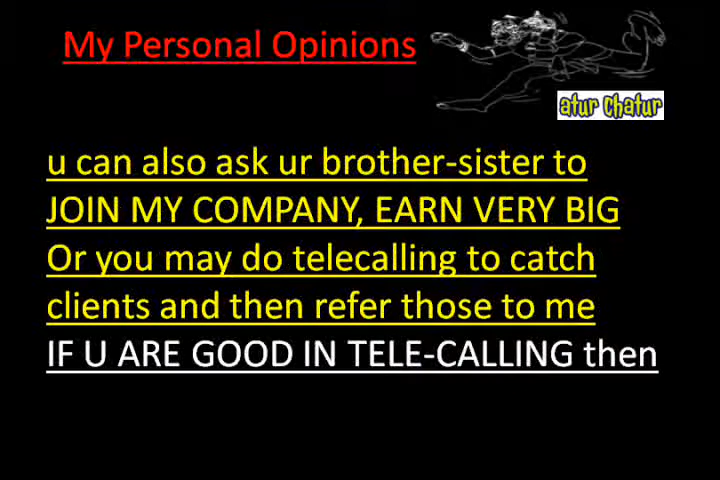 My Personal Opinions
atur Chatur
u can also ask ur brother-sister to
JOIN MY COMPANY, EARN VERY BIG
Or you may do telecalling to catch
clients and then refer those to me
IF U ARE GOOD IN TELE-CALLING then